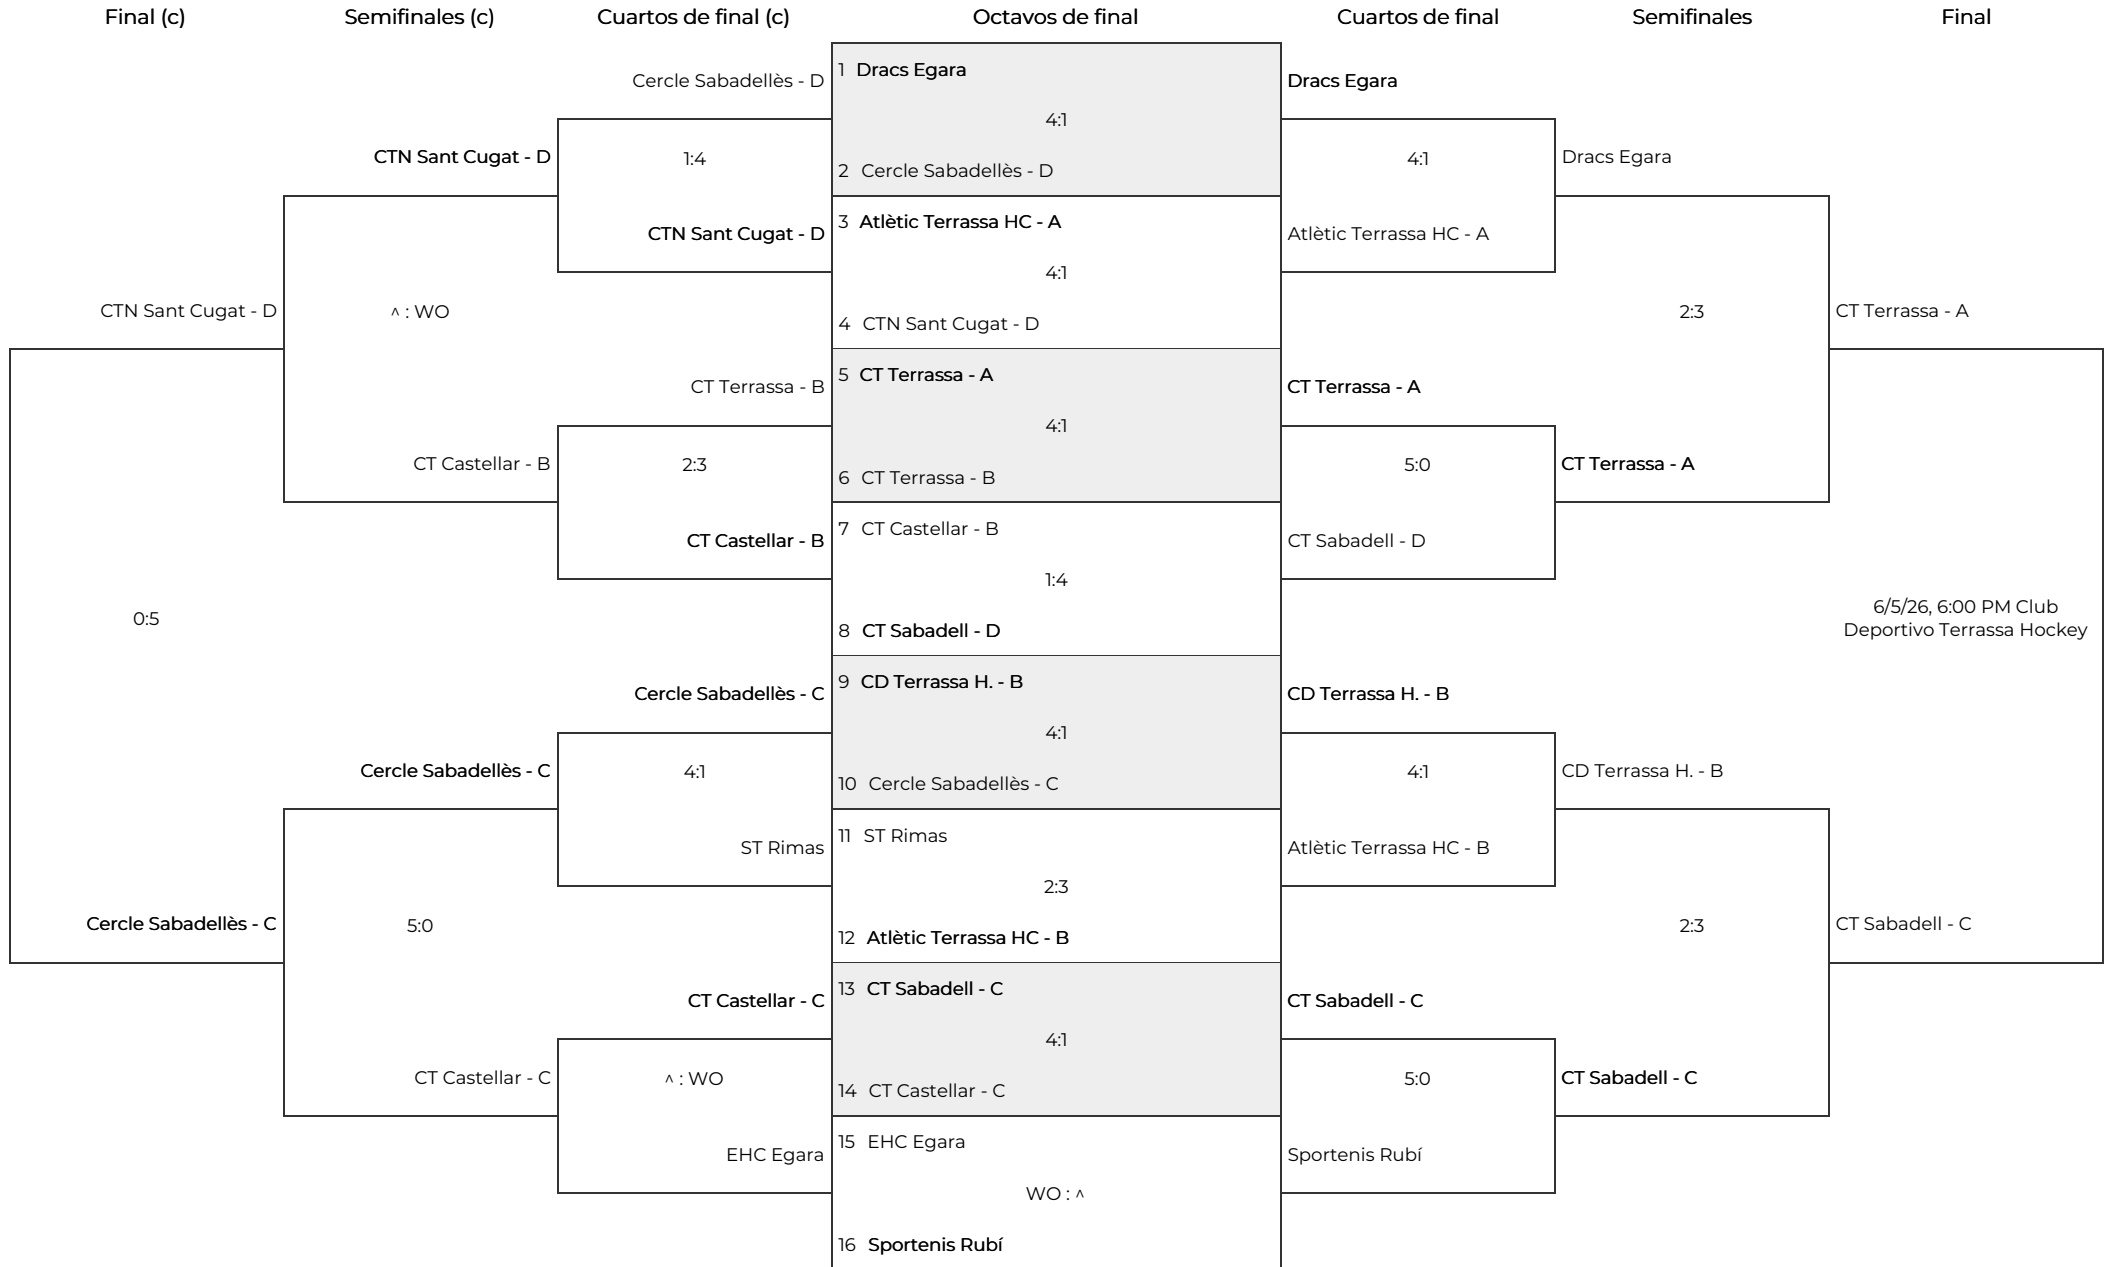 Final (c)
Semifinales (c)
Cuartos de final (c)
Octavos de final
Cuartos de final
Semifinales
Final
Cercle Sabadellès - D
1 Dracs Egara
Dracs Egara
4:1
CTN Sant Cugat - D
1:4
4:1
Dracs Egara
2 Cercle Sabadellès - D
CTN Sant Cugat - D
3 Atlètic Terrassa HC - A
Atlètic Terrassa HC - A
4:1
CTN Sant Cugat - D
^ : WO
4 CTN Sant Cugat - D
2:3
CT Terrassa - A
CT Terrassa - B
5 CT Terrassa - A
CT Terrassa - A
4:1
CT Castellar - B
2:3
6 CT Terrassa - B
5:0
CT Terrassa - A
CT Castellar - B
7 CT Castellar - B
CT Sabadell - D
1:4
0:5
8 CT Sabadell - D
6/5/26, 6:00 PM Club
Deportivo Terrassa Hockey
Cercle Sabadellès - C
9 CD Terrassa H. - B
CD Terrassa H. - B
4:1
Cercle Sabadellès - C
4:1
10 Cercle Sabadellès - C
4:1
CD Terrassa H. - B
ST Rimas
11 ST Rimas
Atlètic Terrassa HC - B
2:3
Cercle Sabadellès - C
5:0
12 Atlètic Terrassa HC - B
2:3
CT Sabadell - C
CT Castellar - C
13 CT Sabadell - C
CT Sabadell - C
4:1
CT Castellar - C
^ : WO
14 CT Castellar - C
5:0
CT Sabadell - C
EHC Egara
15 EHC Egara
Sportenis Rubí
WO : ^
16 Sportenis Rubí